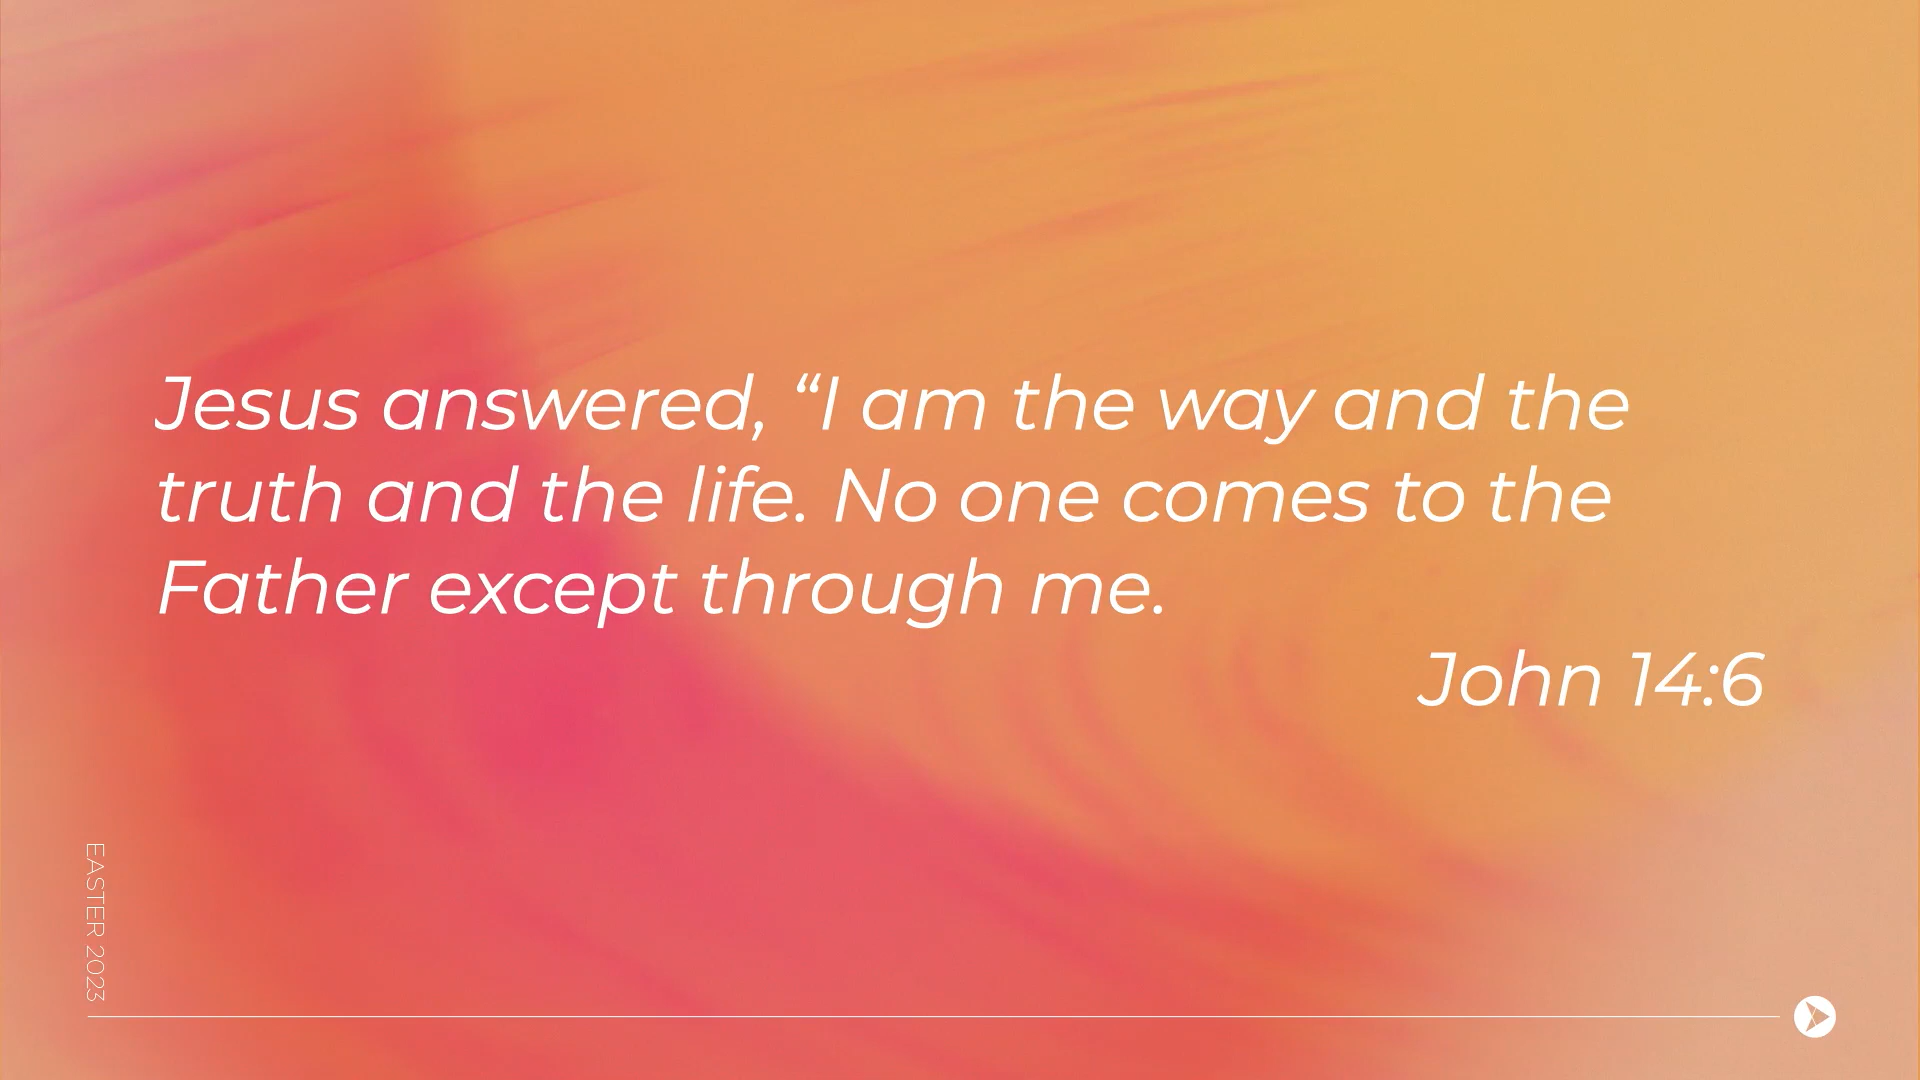 Jesus answered, “I am the way and the
truth and the life. No one comes to the
Father except through me.
John 14:6
EASTER 2023